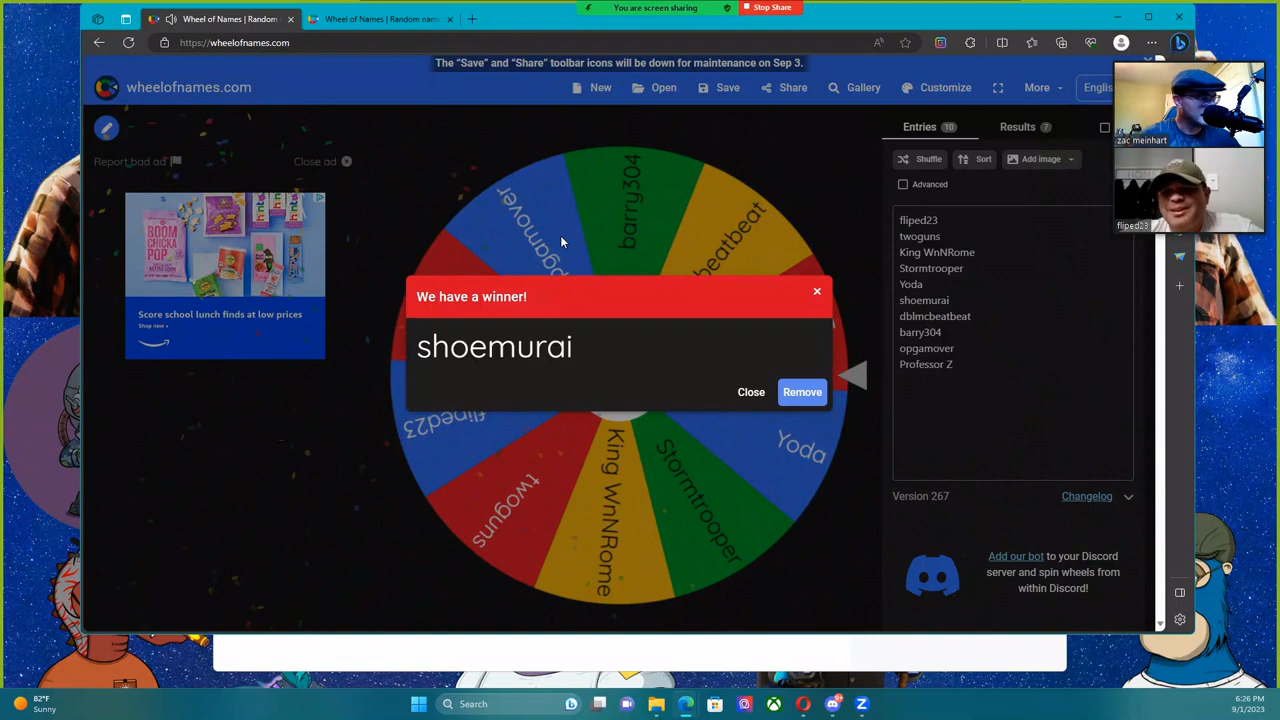 You are screen sharing
Stop Share
Wheel of Names | Random
Wheel of Names | Random nam
https://wheelofnames.com
The “Save” and “Share” toolbar icons will be down for maintenance on Sep 3.
wheelofnames.com
New
Open
Save
Share
Gallery
Customize
More
Englis
zac meinhart
fliped23
Report bad ad
Close ad
BOOM
CHICKA
POP
Score school lunch finds at low prices
Shop now »
opgamover
barry304
beatbeat
We have a winner!
shoemurai
Close
Remove
fliped23
twoguns
King WnNRome
Stormtrooper
Yoda
Entries 10
Results 7
Shuffle
Sort
Add image
Advanced
fliped23
twoguns
King WnNRome
Stormtrooper
Yoda
shoemurai
dblmcbeatbeat
barry304
opgamover
Professor Z
Version 267
Changelog
Add our bot to your Discord
server and spin wheels from
within Discord!
82°F
Sunny
Search
6:26 PM
9/1/2023